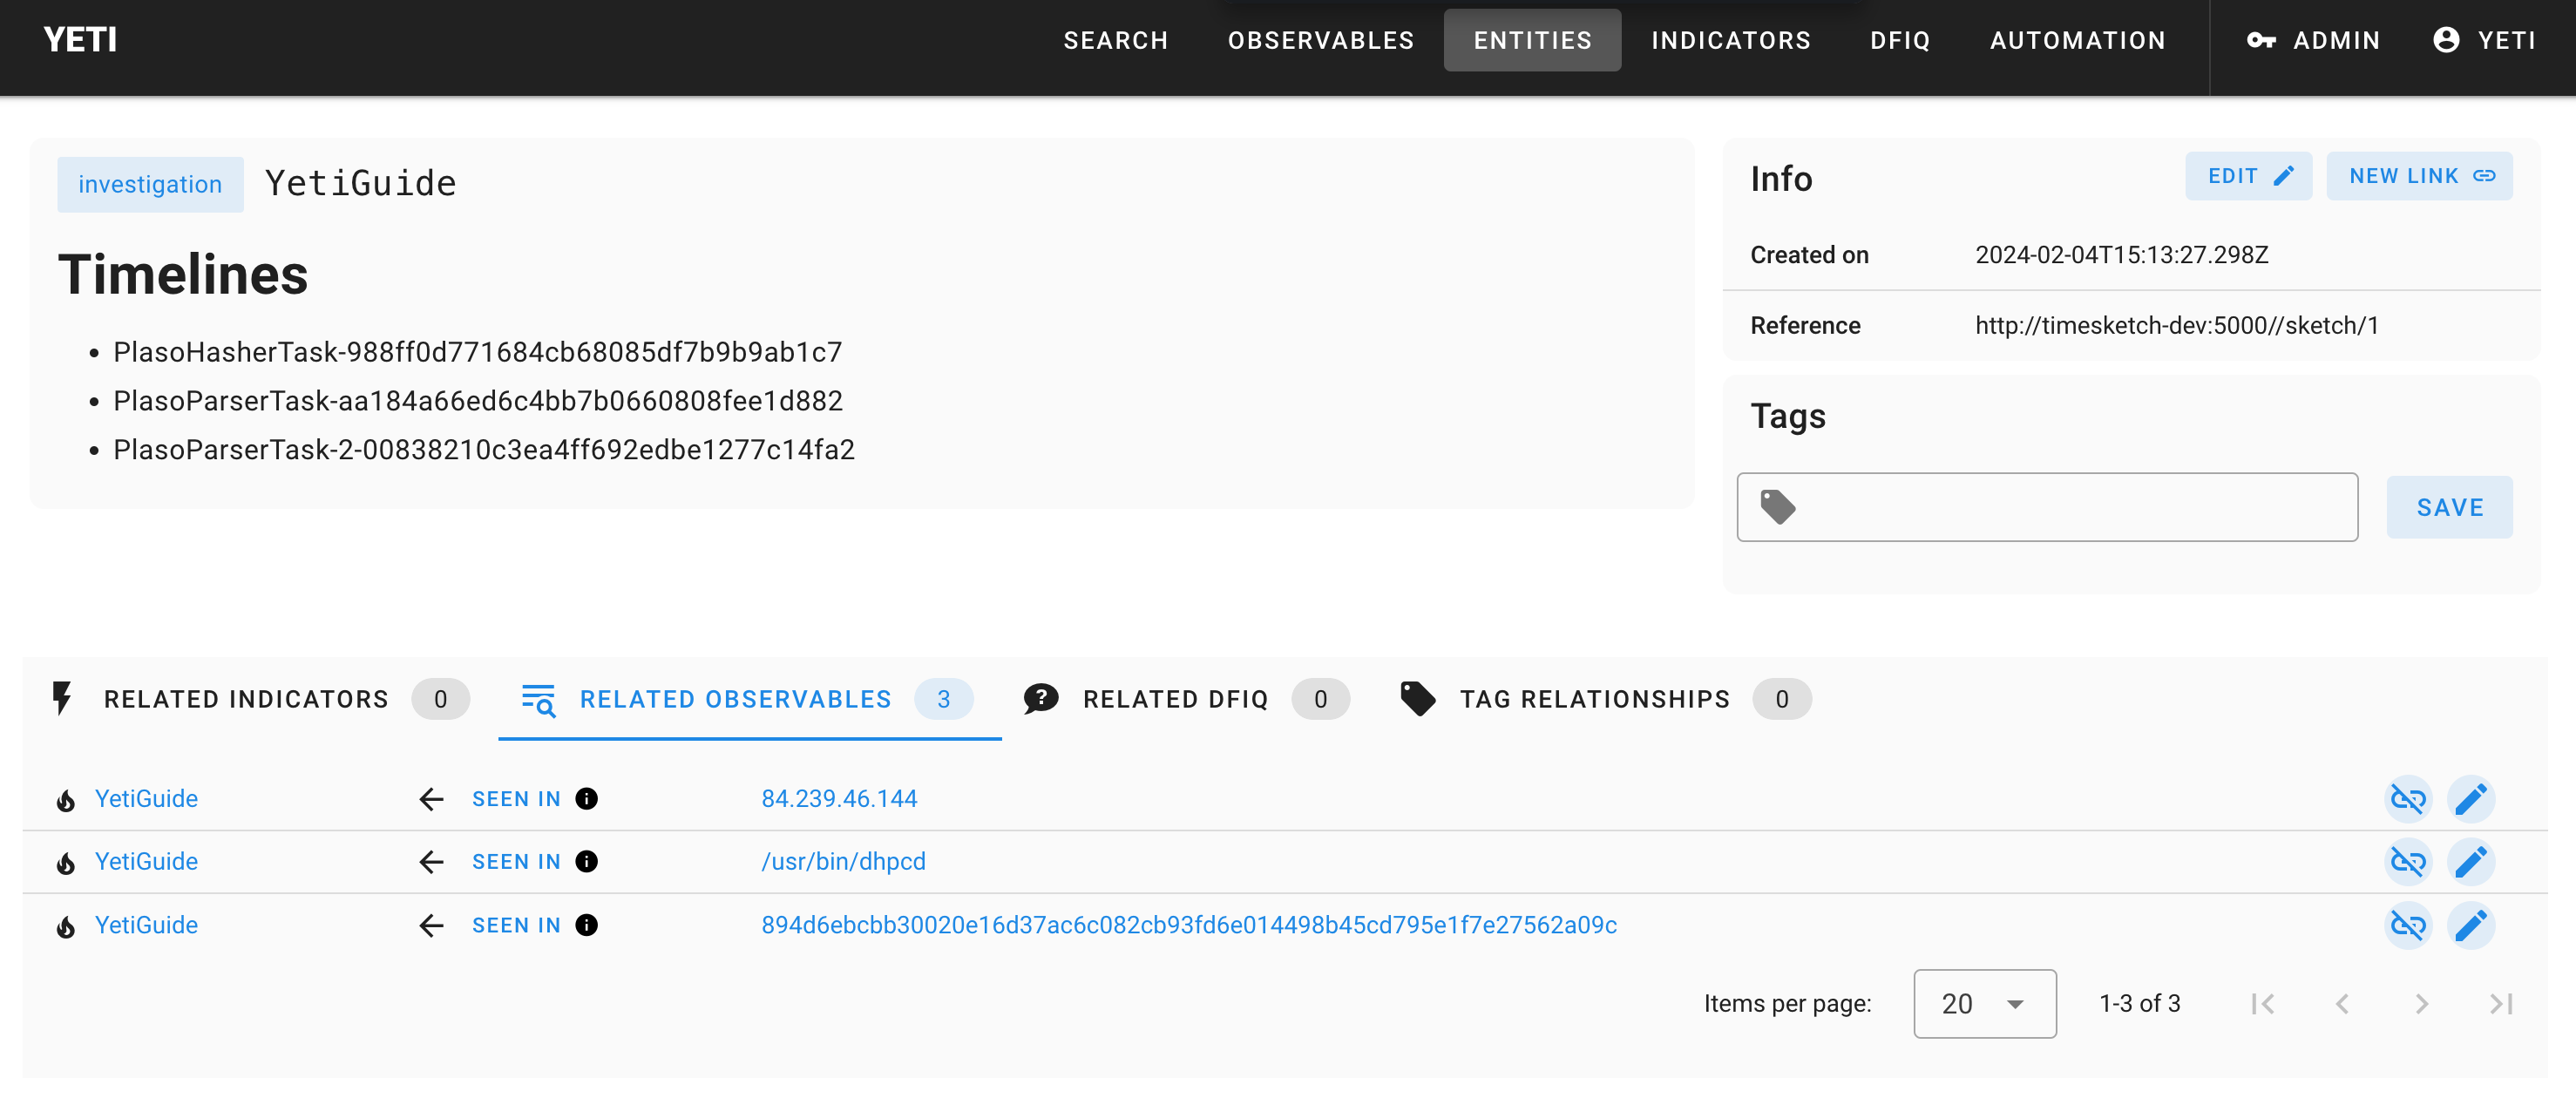 YETI
SEARCH OBSERVABLES ENTITIES INDICATORS DFIQ AUTOMATION ADMIN YETI
investigation YetiGuide
Timelines
• PlasoHasherTask-988ff0d771684cb68085df7b9b9ab1c7
• PlasoParserTask-aa184a66ed6c4bb7b0660808fee1d882
• PlasoParserTask-2-00838210c3ea4ff692edbe1277c14fa2
Info EDIT NEW LINK
Created on 2024-02-04T15:13:27.298Z
Reference http://timesketch-dev:5000//sketch/1
Tags
SAVE
RELATED INDICATORS 0 RELATED OBSERVABLES 3 RELATED DFIQ 0 TAG RELATIONSHIPS 0
YetiGuide SEEN IN 84.239.46.144
YetiGuide SEEN IN /usr/bin/dhpcd
YetiGuide SEEN IN 894d6ebcbb30020e16d37ac6c082cb93fd6e014498b45cd795e1f7e27562a09c
Items per page: 20 1-3 of 3